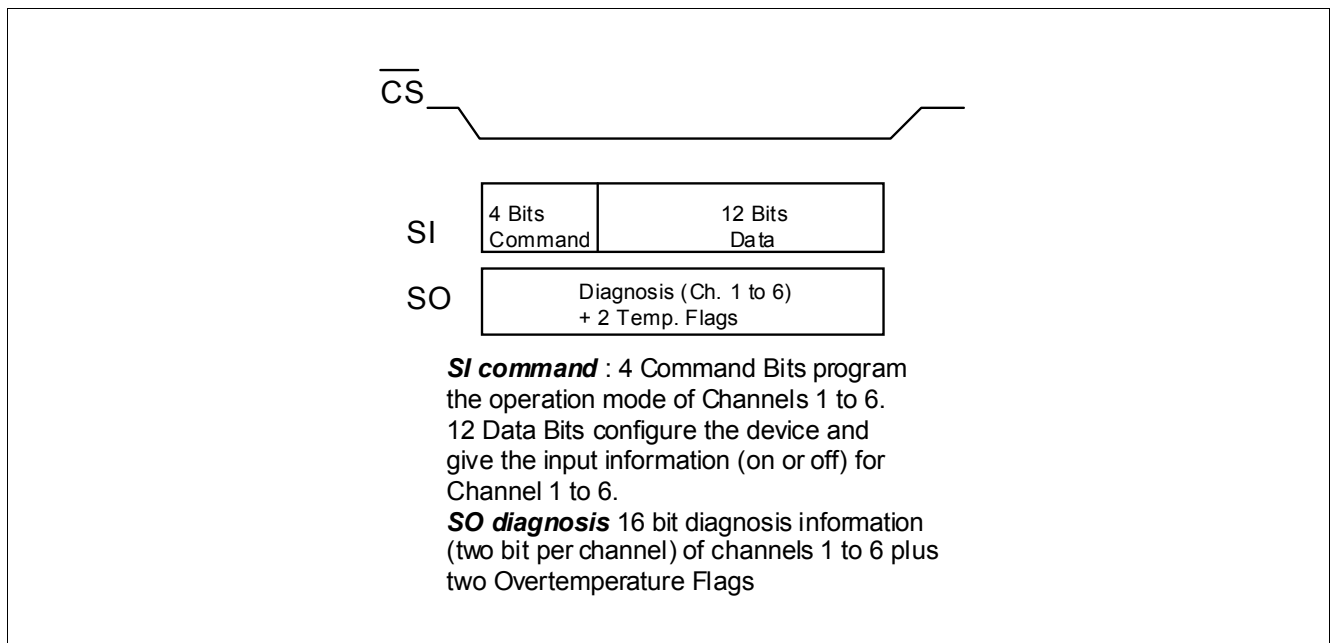 CS
SI
4 Bits
Command
12 Bits
Data
SO
Diagnosis (Ch. 1 to 6)
+ 2 Temp. Flags
SI command : 4 Command Bits program
the operation mode of Channels 1 to 6.
12 Data Bits configure the device and
give the input information (on or off) for
Channel 1 to 6.
SO diagnosis 16 bit diagnosis information
(two bit per channel) of channels 1 to 6 plus
two Overtemperature Flags